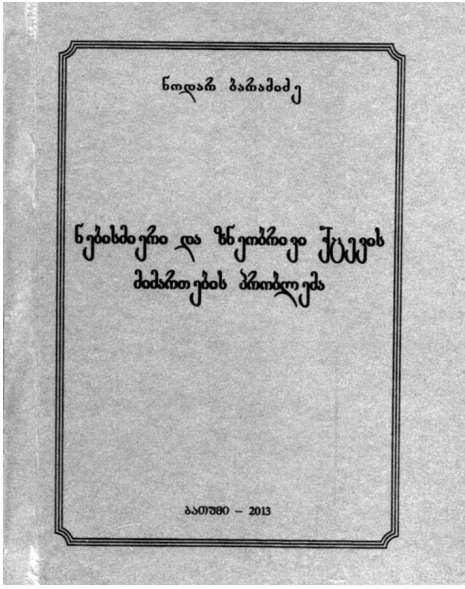 ნოდარ ბარამიძე
ნებისმიერი და ზნეობრივი ქცევის
მიმართების პრობლემა
ბათუმი – 2013